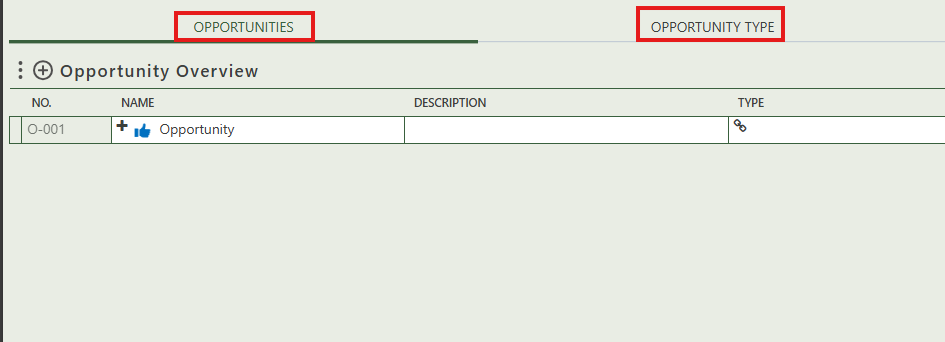 OPPORTUNITIES OPPORTUNITY TYPE
Opportunity Overview
NO. NAME DESCRIPTION TYPE
O-001 Opportunity